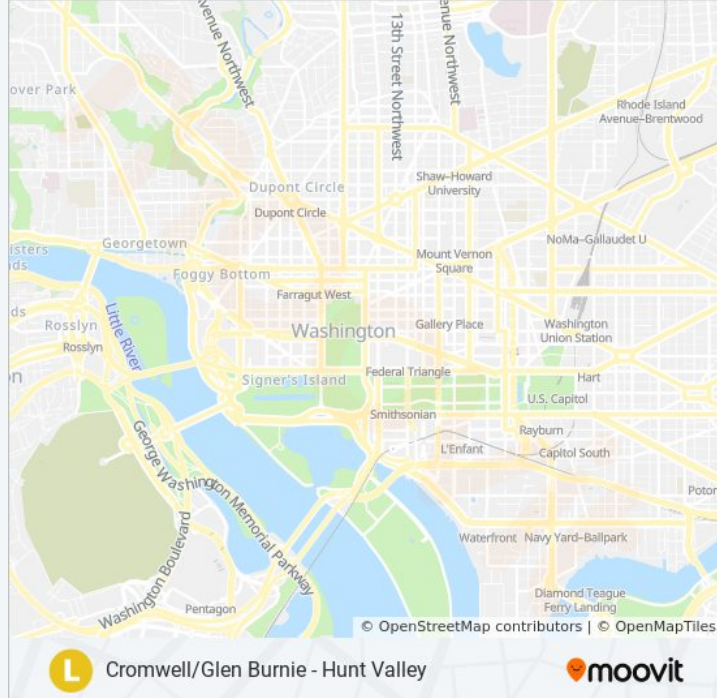 Avenue Northwest
13th Street Northwest
venue Northwest
over Park
Rhode Island
Avenue–Brentwood
Shaw–Howard
University
Dupont Circle
Dupont Circle
Georgetown
NoMa–Gallaudet U
isters
nds
Mount Vernon
Square
Foggy Bottom
Farragut West
ds
Rosslyn
Little River
Washington
Gallery Place
Washington
Union Station
Rosslyn
on
Signer's Island
Federal Triangle
Hart
U.S. Capitol
Smithsonian
Rayburn
L'Enfant
Capitol South
George Washington Memorial Parkway
Potom
Washington Boulevard
Waterfront
Navy Yard–Ballpark
Pentagon
Diamond Teague
Ferry Landing
© OpenStreetMap contributors | © OpenMapTiles
L
Cromwell/Glen Burnie - Hunt Valley
moovit